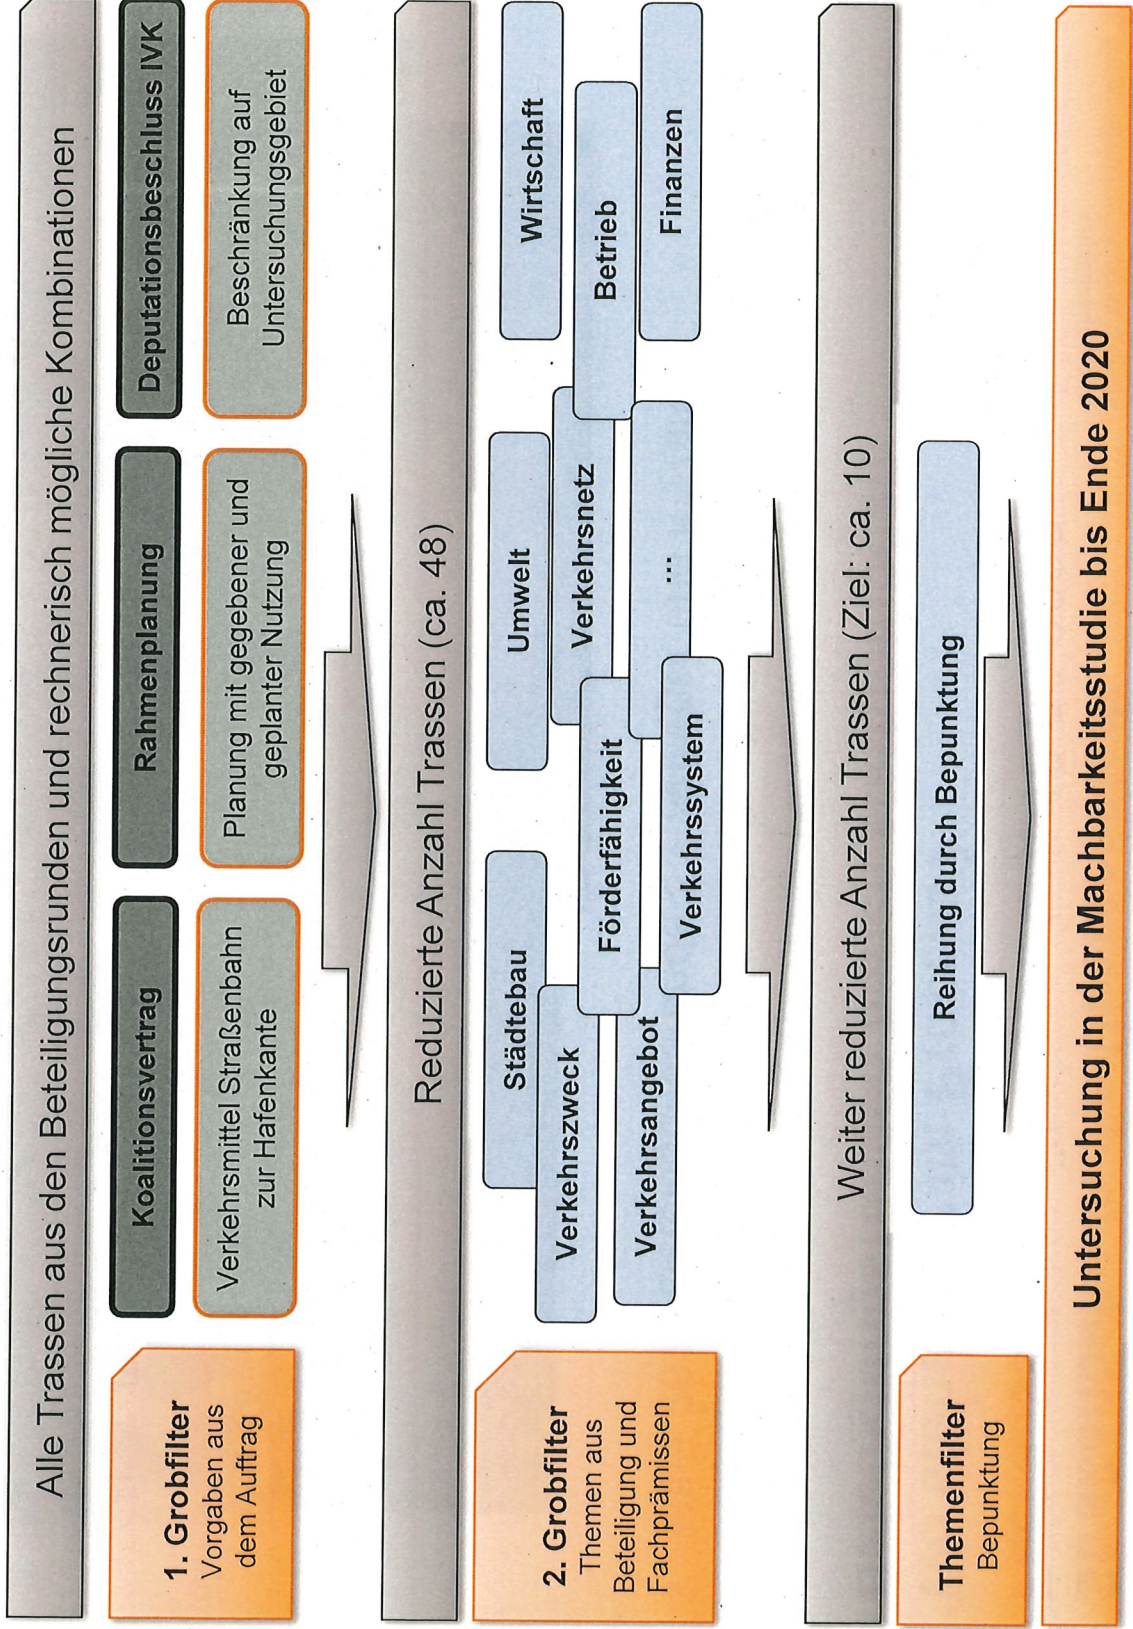 Alle Trassen aus den Beteiligungsrunden und rechnerisch mögliche Kombinationen
1. Grobfilter
Vorgaben aus
dem Auftrag
Koalitionsvertrag
Verkehrsmittel Straßenbahn
zur Hafenkante
Rahmenplanung
Planung mit gegebener und
geplanter Nutzung
Deputationsbeschluss IVK
Beschränkung auf
Untersuchungsgebiet
Reduzierte Anzahl Trassen (ca. 48)
2. Grobfilter
Themen aus
Beteiligung und
Fachprämissen
Städtebau
Umwelt
Wirtschaft
Verkehrszweck
Verkehrsnetz
Förderfähigkeit
Betrieb
Verkehrsangebot
...
Finanzen
Verkehrssystem
Weiter reduzierte Anzahl Trassen (Ziel: ca. 10)
Themenfilter
Bepunktung
Reihung durch Bepunktung
Untersuchung in der Machbarkeitsstudie bis Ende 2020